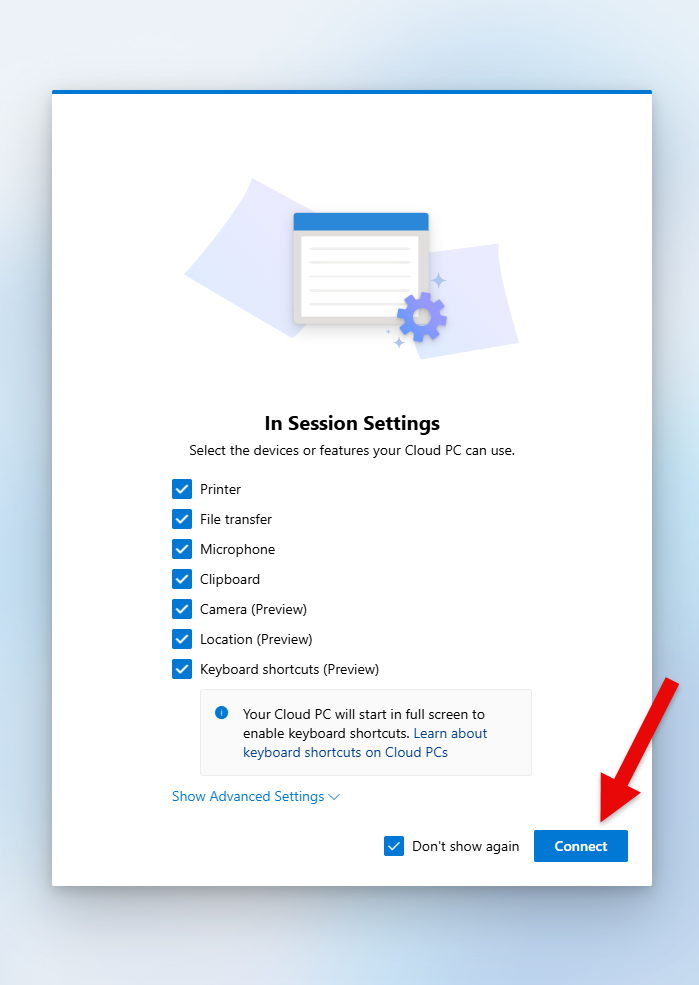 In Session Settings
Select the devices or features your Cloud PC can use.
Printer
File transfer
Microphone
Clipboard
Camera (Preview)
Location (Preview)
Keyboard shortcuts (Preview)
Your Cloud PC will start in full screen to
enable keyboard shortcuts. Learn about
keyboard shortcuts on Cloud PCs
Show Advanced Settings
Don't show again
Connect